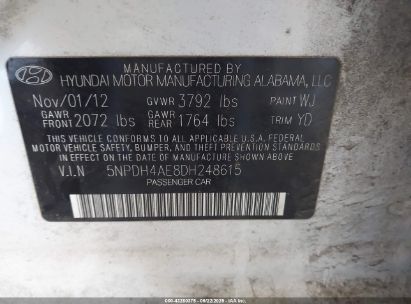 MANUFACTURED BY
HYUNDAI MOTOR MANUFACTURING ALABAMA, LLC
Nov/01/12 GVWR 3792 lbs PAINT WJ
GAWR FRONT 2072 lbs GAWR REAR 1764 lbs TRIM YD
THIS VEHICLE CONFORMS TO ALL APPLICABLE U.S.A. FEDERAL
MOTOR VEHICLE SAFETY, BUMPER, AND THEFT PREVENTION STANDARDS
IN EFFECT ON THE DATE OF MANUFACTURE SHOWN ABOVE.
V.I.N 5NPDH4AE8DH248615
PASSENGER CAR